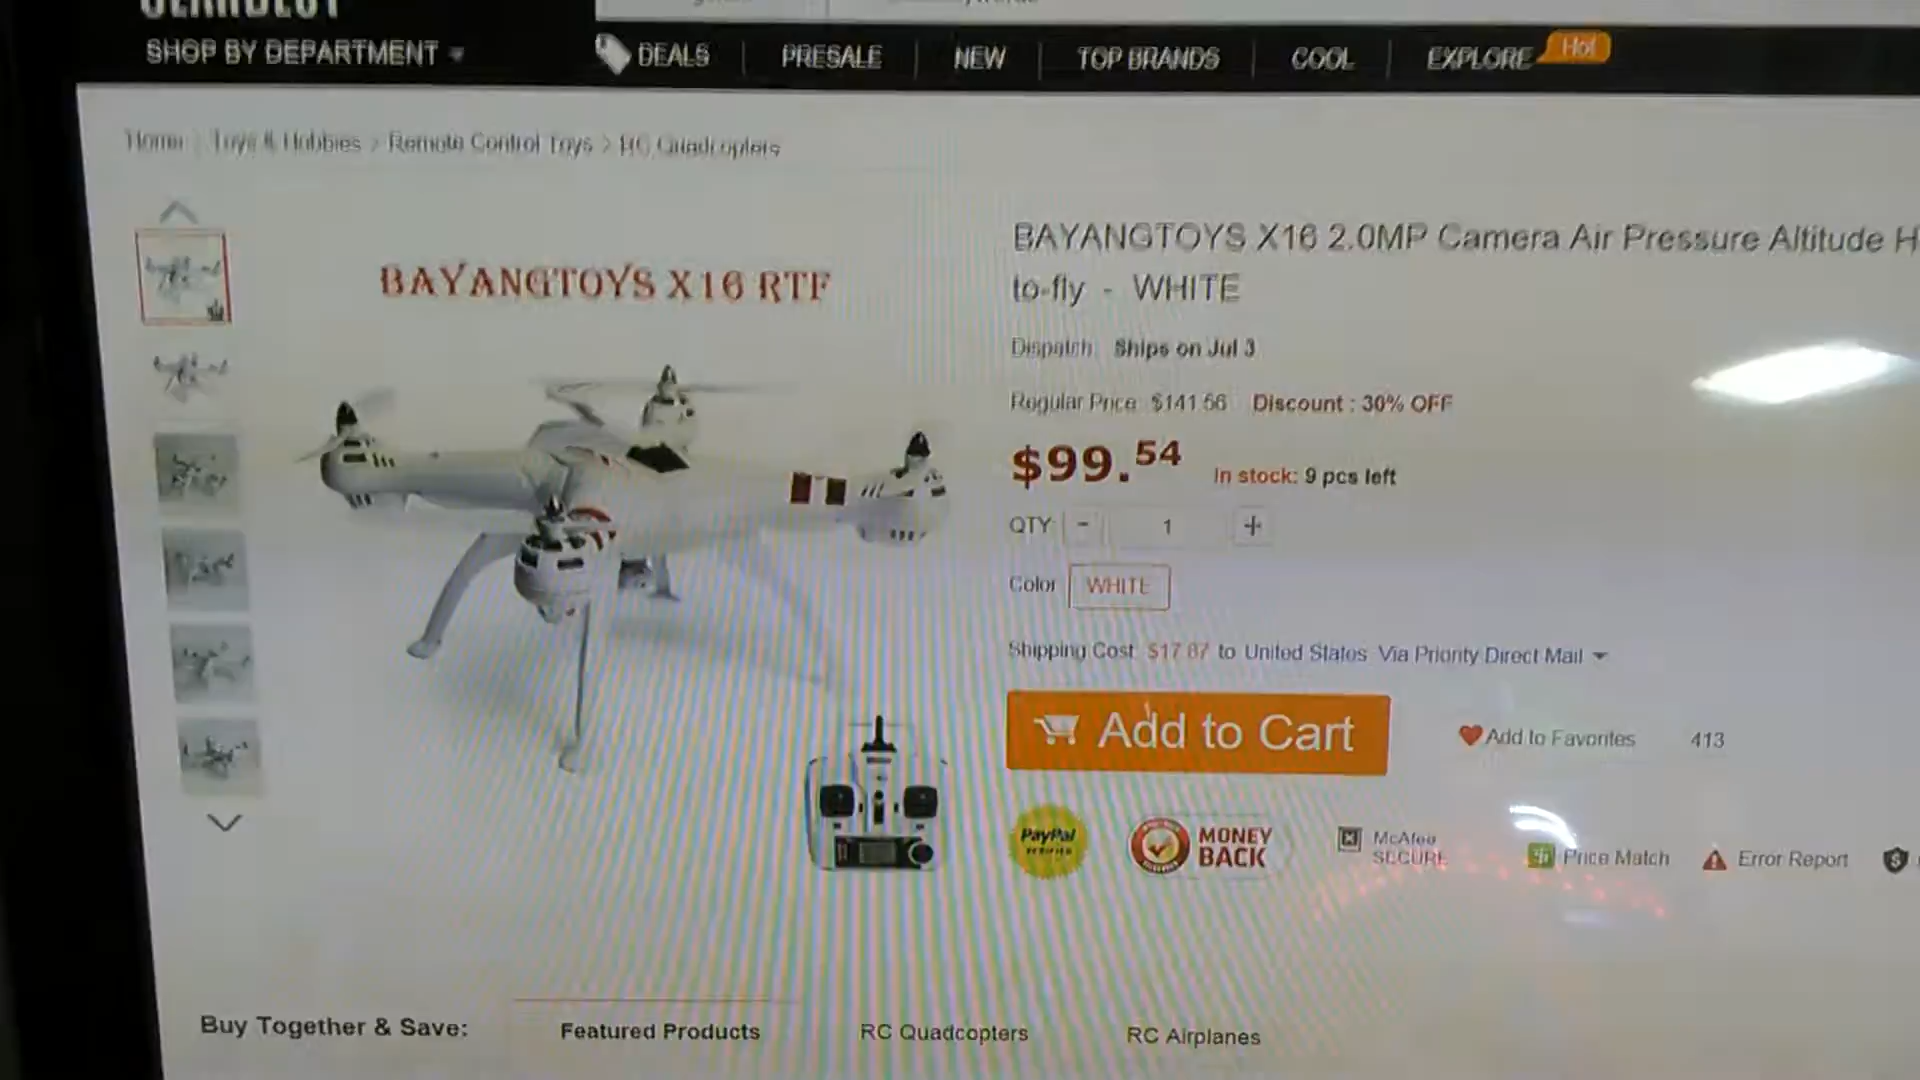 GEARBEST
SHOP BY DEPARTMENT
DEALS
PRESALE
NEW
TOP BRANDS
COOL
EXPLORE
Hot
Home > Toys & Hobbies > Remote Control Toys > RC Quadcopters
BAYANGTOYS X16 RTF
BAYANGTOYS X16 2.0MP Camera Air Pressure Altitude H
to-fly - WHITE
Dispatch: Ships on Jul 3
Regular Price: $141.66 Discount : 30% OFF
$99.54 In stock: 9 pcs left
QTY: - 1 +
Color WHITE
Shipping Cost: $17.87 to United States Via Priority Direct Mail
Add to Cart
Add to Favorites 413
PayPal
VERIFIED
MONEY
BACK
McAfee
SECURE
Price Match
Error Report
Buy Together & Save:
Featured Products
RC Quadcopters
RC Airplanes